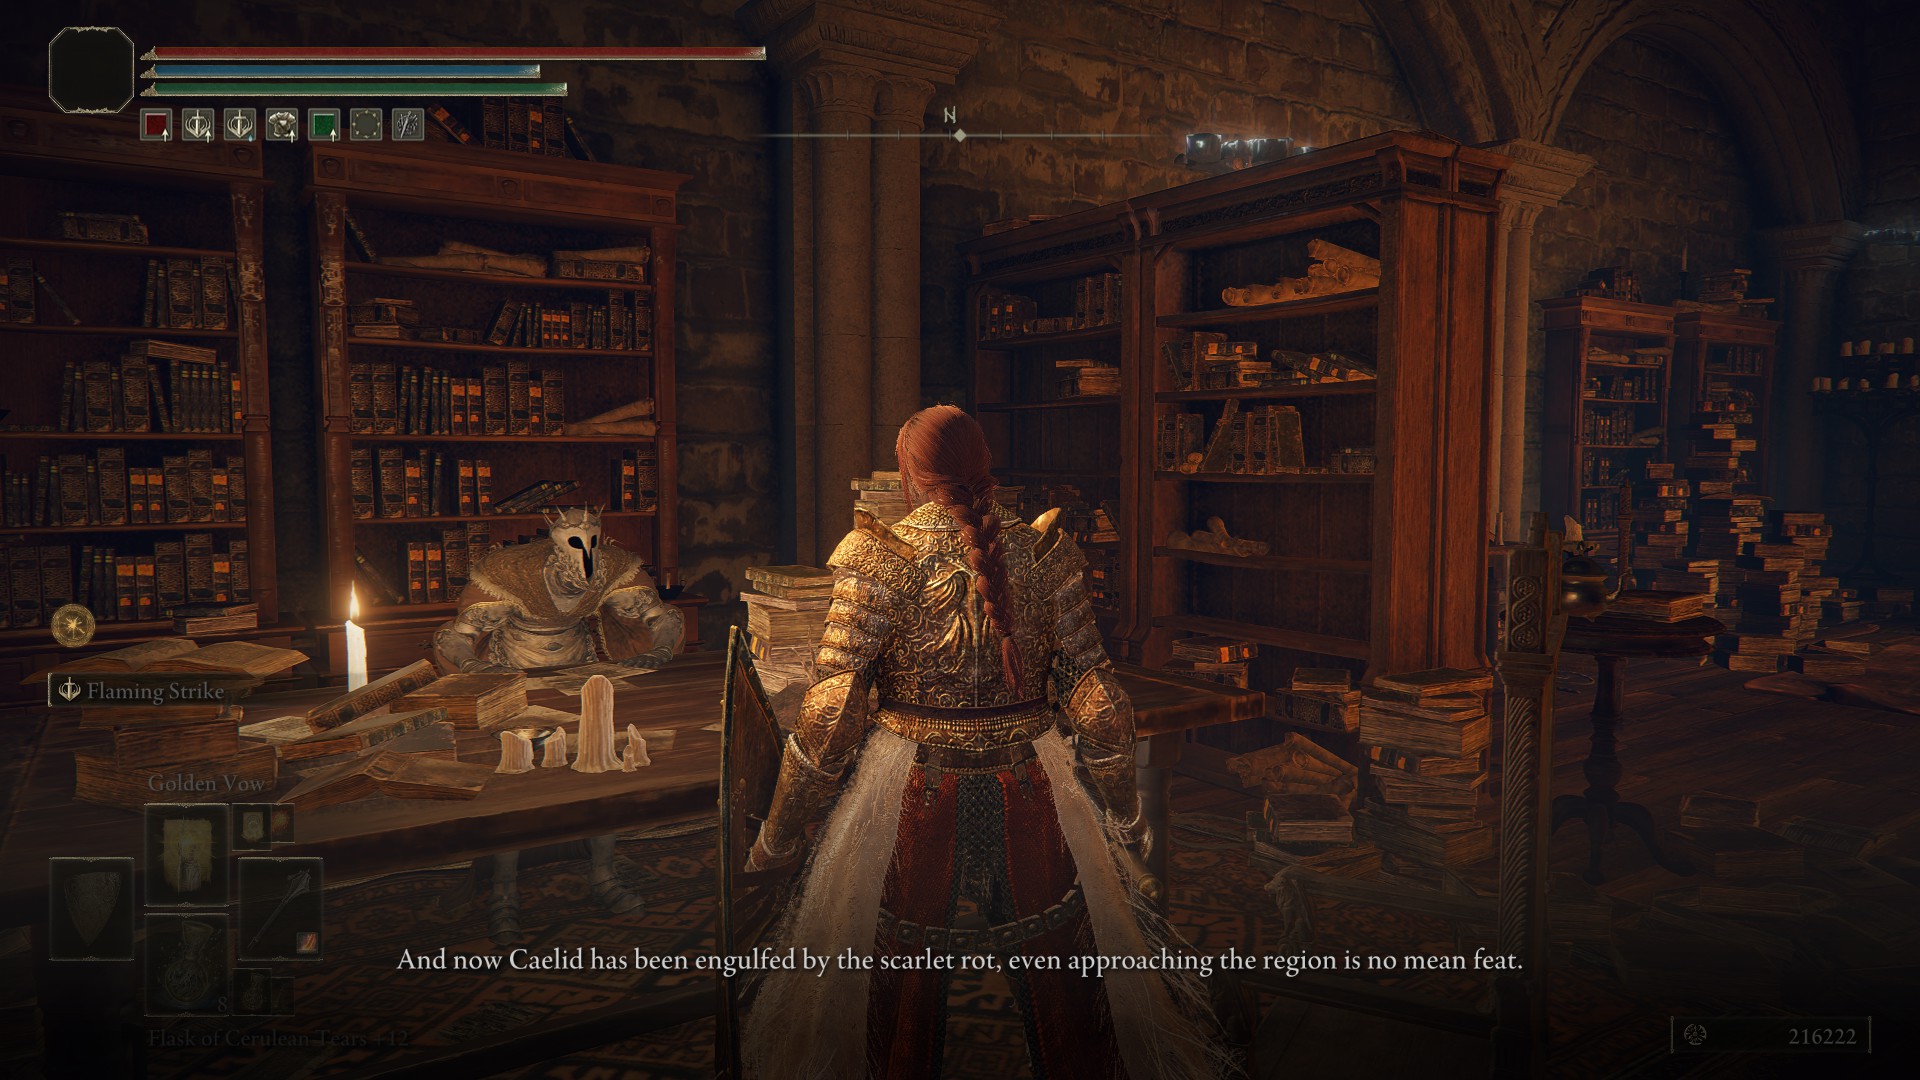 N
Flaming Strike
Golden Vow
8
And now Caelid has been engulfed by the scarlet rot, even approaching the region is no mean feat.
Flask of Cerulean Tears +12
216222